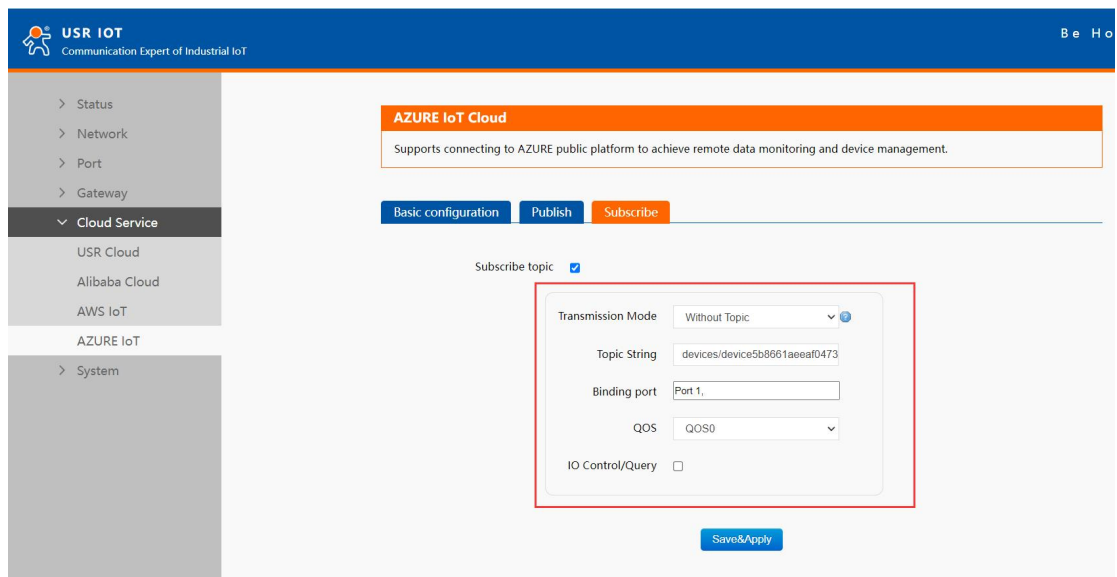 USR IOT
Be Ho
Communication Expert of Industrial IoT
Status
Network
Port
Gateway
Cloud Service
USR Cloud
Alibaba Cloud
AWS IoT
AZURE IoT
System
AZURE IoT Cloud
Supports connecting to AZURE public platform to achieve remote data monitoring and device management.
Basic configuration Publish Subscribe
Subscribe topic
Transmission Mode Without Topic
Topic String devices/device5b8661aeeaf0473
Binding port Port 1,
QOS QOS0
IO Control/Query
Save&Apply